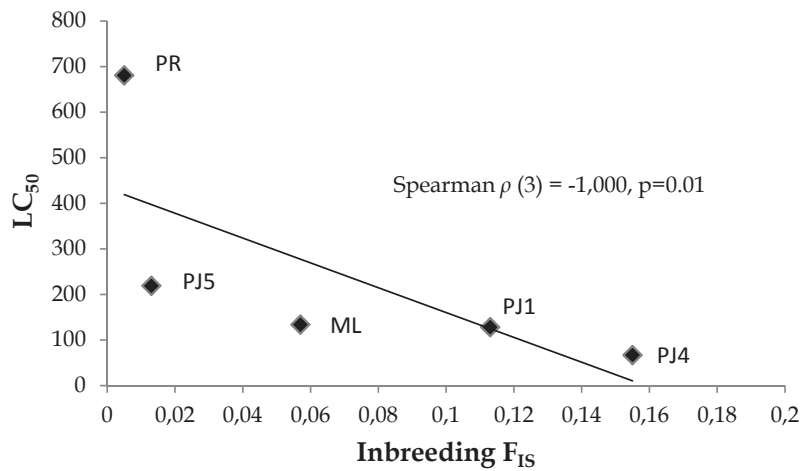 800
700
600
500
400
300
200
100
0
LC50
PR
PJ5
ML
PJ1
PJ4
Spearman ρ (3) = -1,000, p=0.01
0 0,02 0,04 0,06 0,08 0,1 0,12 0,14 0,16 0,18 0,2
Inbreeding FIS